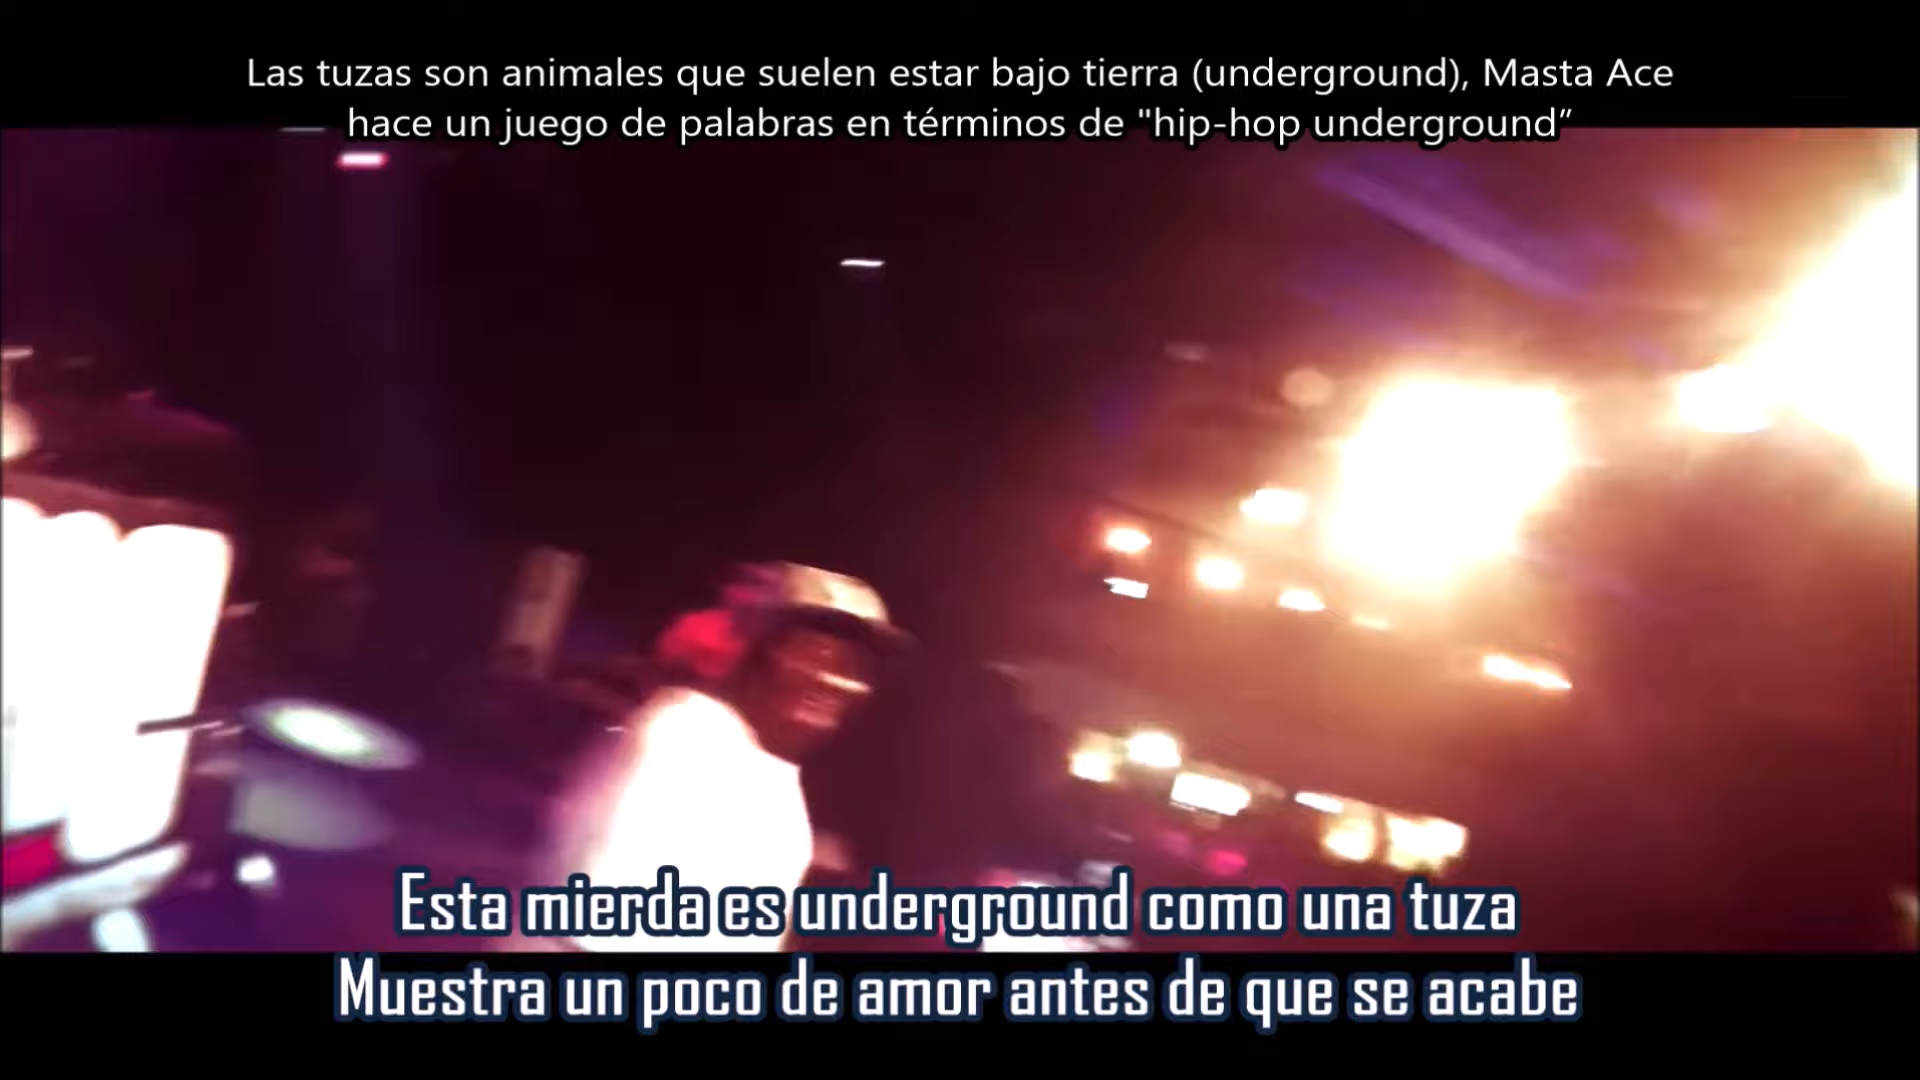 Las tuzas son animales que suelen estar bajo tierra (underground), Masta Ace
hace un juego de palabras en términos de "hip-hop underground”
Esta mierda es underground como una tuza
Muestra un poco de amor antes de que se acabe